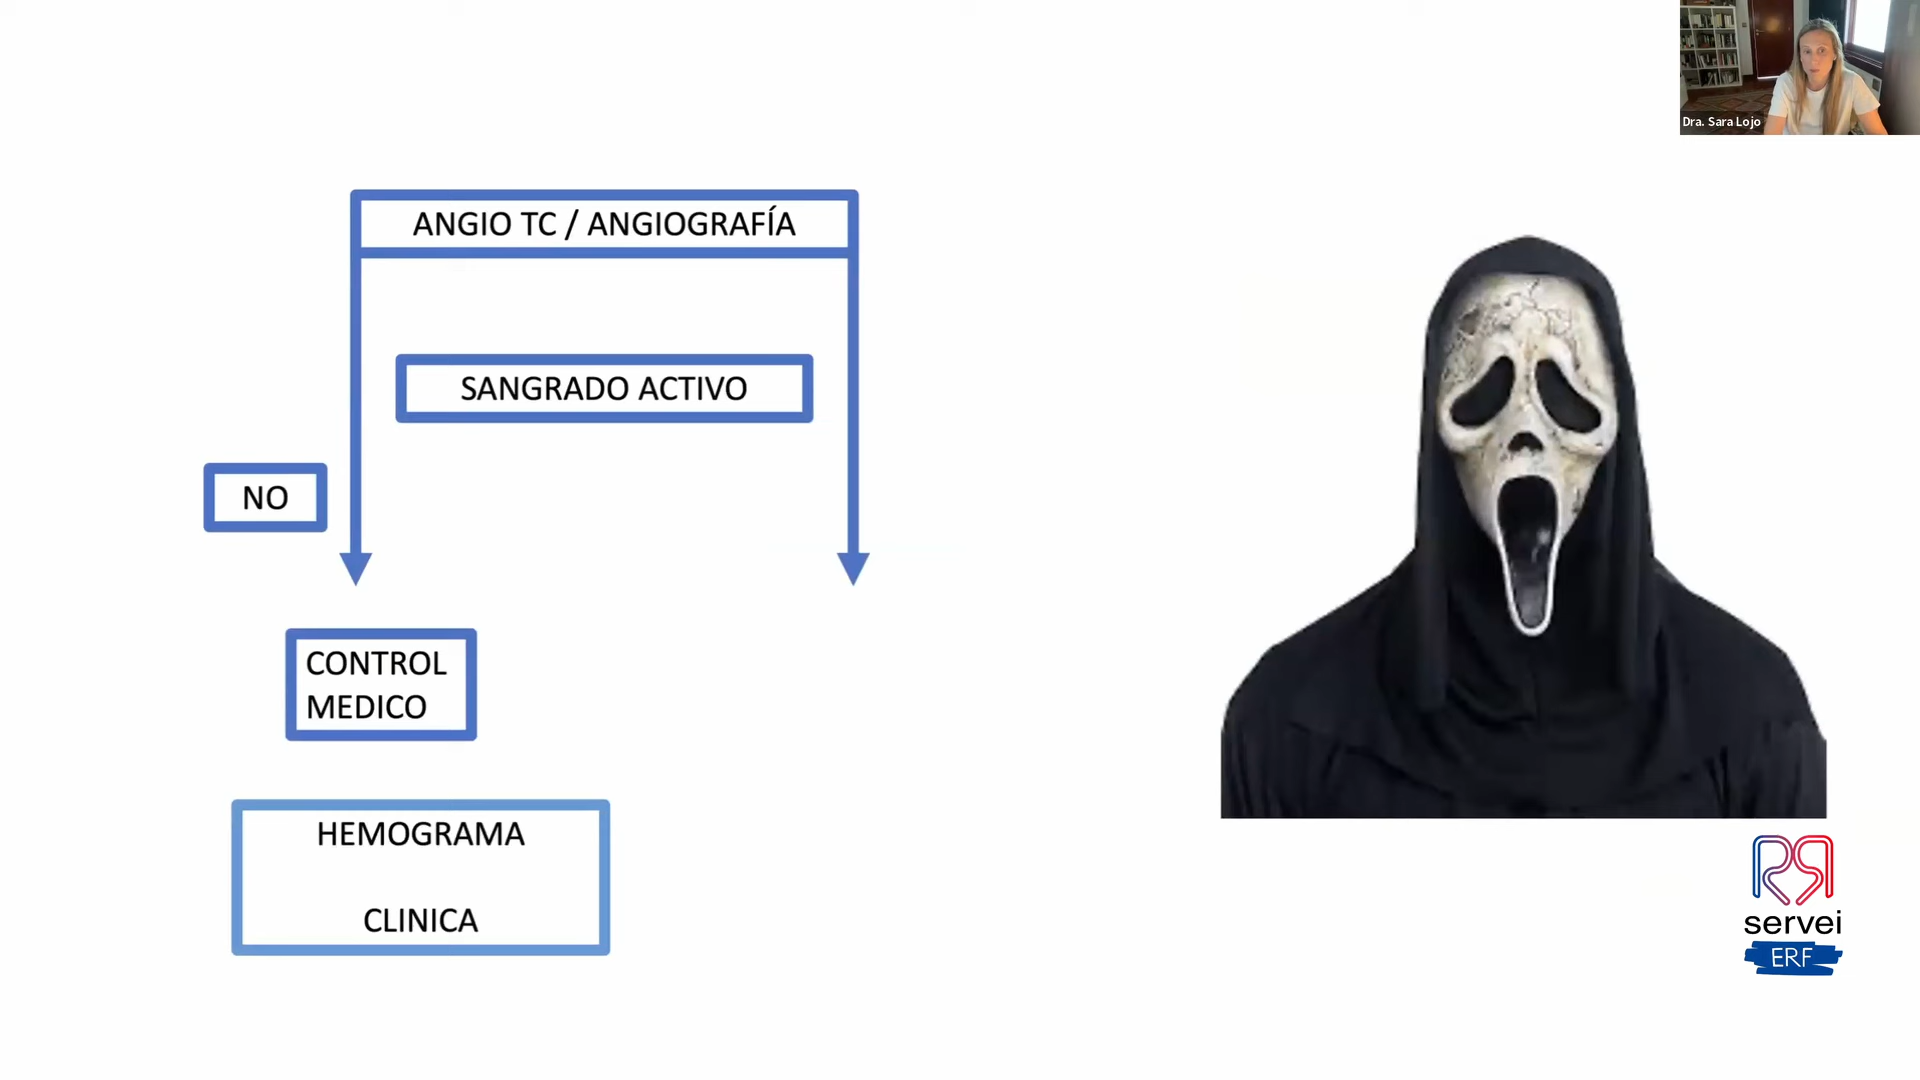 Dra. Sara Lojo
ANGIO TC / ANGIOGRAFÍA
SANGRADO ACTIVO
NO
CONTROL
MEDICO
HEMOGRAMA
CLINICA
servei
ERF